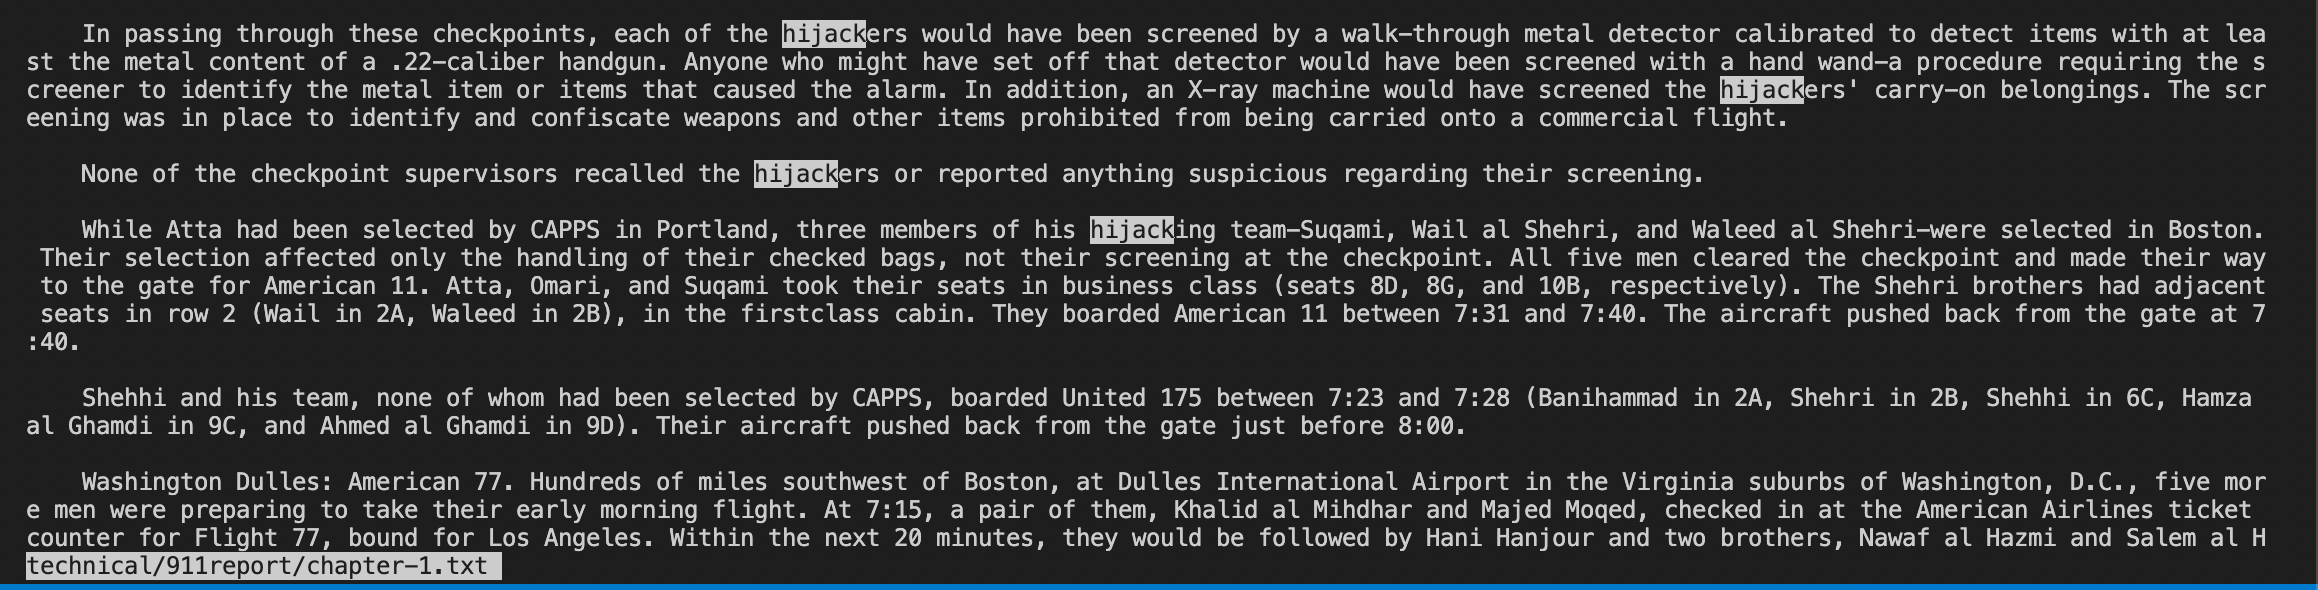 In passing through these checkpoints, each of the hijackers would have been screened by a walk-through metal detector calibrated to detect items with at lea
st the metal content of a .22-caliber handgun. Anyone who might have set off that detector would have been screened with a hand wand-a procedure requiring the s
creener to identify the metal item or items that caused the alarm. In addition, an X-ray machine would have screened the hijackers' carry-on belongings. The scr
eening was in place to identify and confiscate weapons and other items prohibited from being carried onto a commercial flight.
None of the checkpoint supervisors recalled the hijackers or reported anything suspicious regarding their screening.
While Atta had been selected by CAPPS in Portland, three members of his hijacking team-Suqami, Wail al Shehri, and Waleed al Shehri-were selected in Boston.
Their selection affected only the handling of their checked bags, not their screening at the checkpoint. All five men cleared the checkpoint and made their way
to the gate for American 11. Atta, Omari, and Suqami took their seats in business class (seats 8D, 8G, and 10B, respectively). The Shehri brothers had adjacent
seats in row 2 (Wail in 2A, Waleed in 2B), in the firstclass cabin. They boarded American 11 between 7:31 and 7:40. The aircraft pushed back from the gate at 7
:40.
Shehhi and his team, none of whom had been selected by CAPPS, boarded United 175 between 7:23 and 7:28 (Banihammad in 2A, Shehri in 2B, Shehhi in 6C, Hamza
al Ghamdi in 9C, and Ahmed al Ghamdi in 9D). Their aircraft pushed back from the gate just before 8:00.
Washington Dulles: American 77. Hundreds of miles southwest of Boston, at Dulles International Airport in the Virginia suburbs of Washington, D.C., five mor
e men were preparing to take their early morning flight. At 7:15, a pair of them, Khalid al Mihdhar and Majed Moqed, checked in at the American Airlines ticket
counter for Flight 77, bound for Los Angeles. Within the next 20 minutes, they would be followed by Hani Hanjour and two brothers, Nawaf al Hazmi and Salem al H
technical/911report/chapter-1.txt